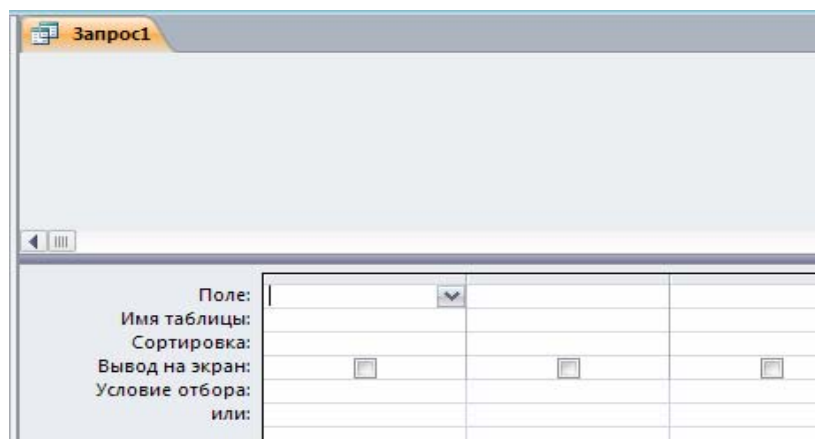 Запрос1
Поле:
Имя таблицы:
Сортировка:
Вывод на экран:
Условие отбора:
или: